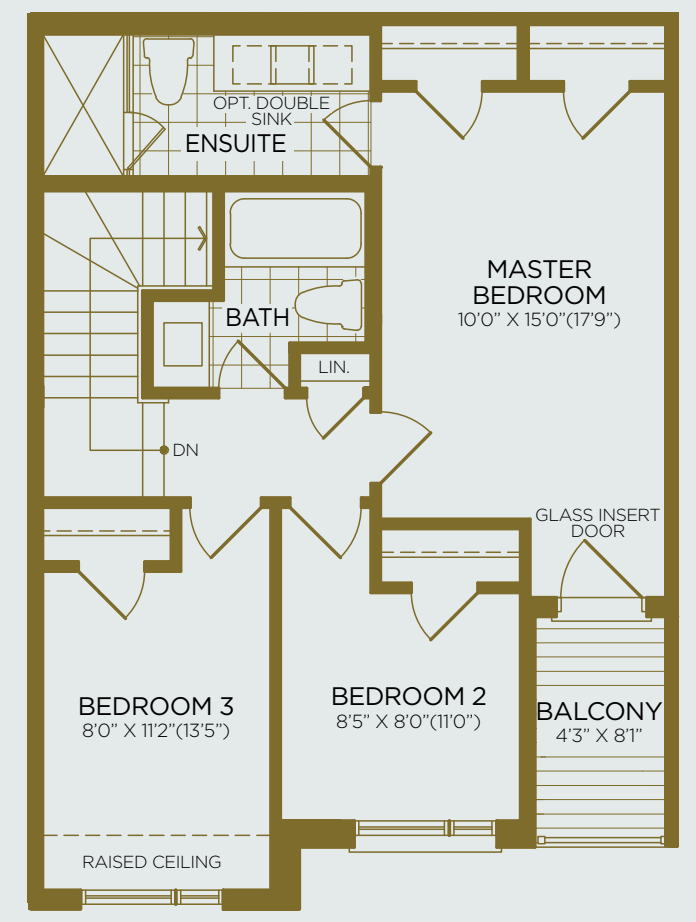 OPT. DOUBLE
SINK
ENSUITE
MASTER
BEDROOM
10'0" X 15'0"(17'9")
BATH
LIN.
DN
GLASS INSERT
DOOR
BEDROOM 3
8'0" X 11'2"(13'5")
BEDROOM 2
8'5" X 8'0"(11'0")
BALCONY
4'3" X 8'1"
RAISED CEILING